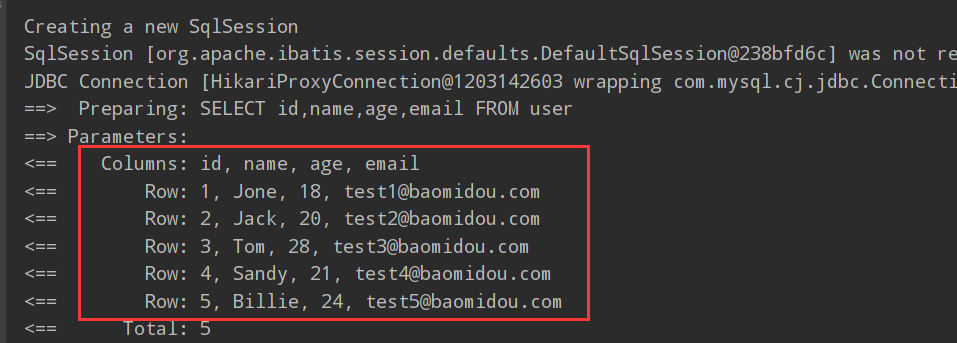 Creating a new SqlSession
SqlSession [org.apache.ibatis.session.defaults.DefaultSqlSession@238bfd6c] was not re
JDBC Connection [HikariProxyConnection@1203142603 wrapping com.mysql.cj.jdbc.Connecti
==>  Preparing: SELECT id,name,age,email FROM user
==> Parameters:
<==    Columns: id, name, age, email
<==        Row: 1, Jone, 18, test1@baomidou.com
<==        Row: 2, Jack, 20, test2@baomidou.com
<==        Row: 3, Tom, 28, test3@baomidou.com
<==        Row: 4, Sandy, 21, test4@baomidou.com
<==        Row: 5, Billie, 24, test5@baomidou.com
<==      Total: 5